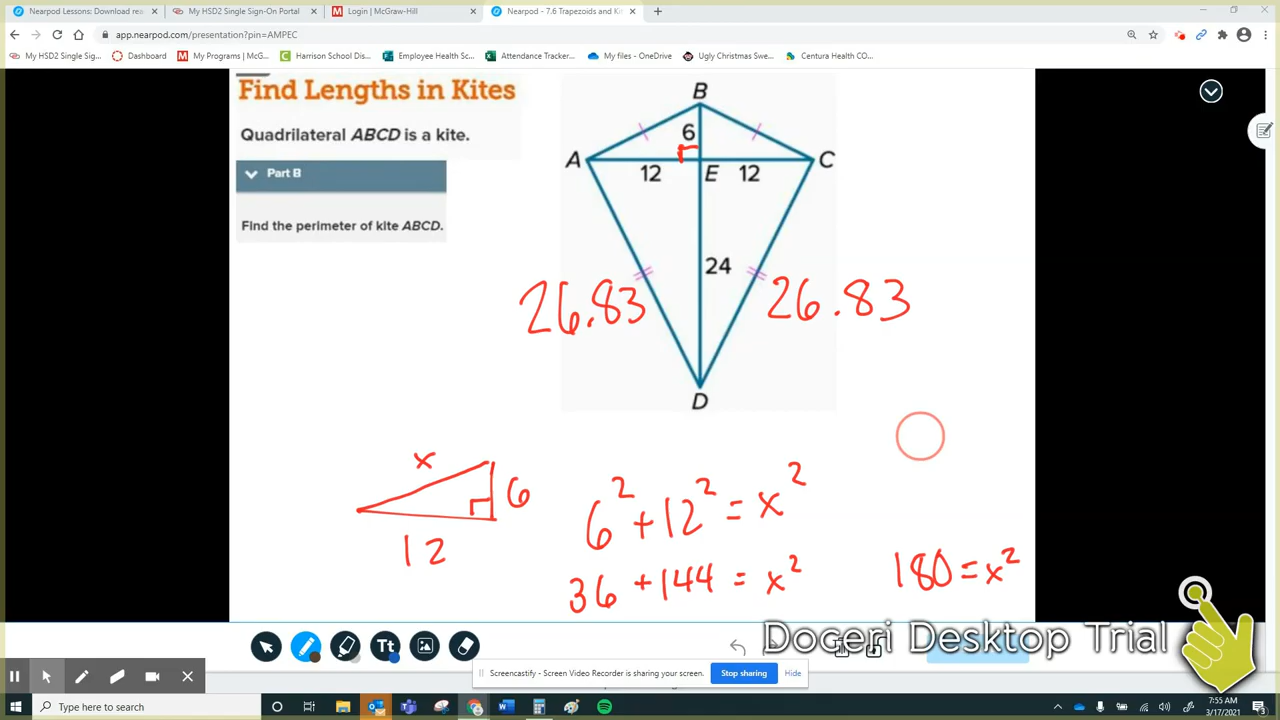 Nearpod Lessons: Download rea
My HSD2 Single Sign-On Portal
Login | McGraw-Hill
Nearpod - 7.6 Trapezoids and Ki
app.nearpod.com/presentation?pin=AMPEC
My HSD2 Single Sig...
Dashboard
My Programs | McG...
Harrison School Dis...
Employee Health Sc...
Attendance Tracker...
My files - OneDrive
Ugly Christmas Swe...
Centura Health CO...
Find Lengths in Kites
Quadrilateral ABCD is a kite.
Part B
Find the perimeter of kite ABCD.
B
6
A
C
12
E
12
24
26.83
26.83
D
x
6
12
6²+12²=x²
36+144=x²
180=x²
Doceri Desktop Trial
Tt
Screencastify - Screen Video Recorder is sharing your screen.
Stop sharing
Hide
Type here to search
7:55 AM
3/17/2021